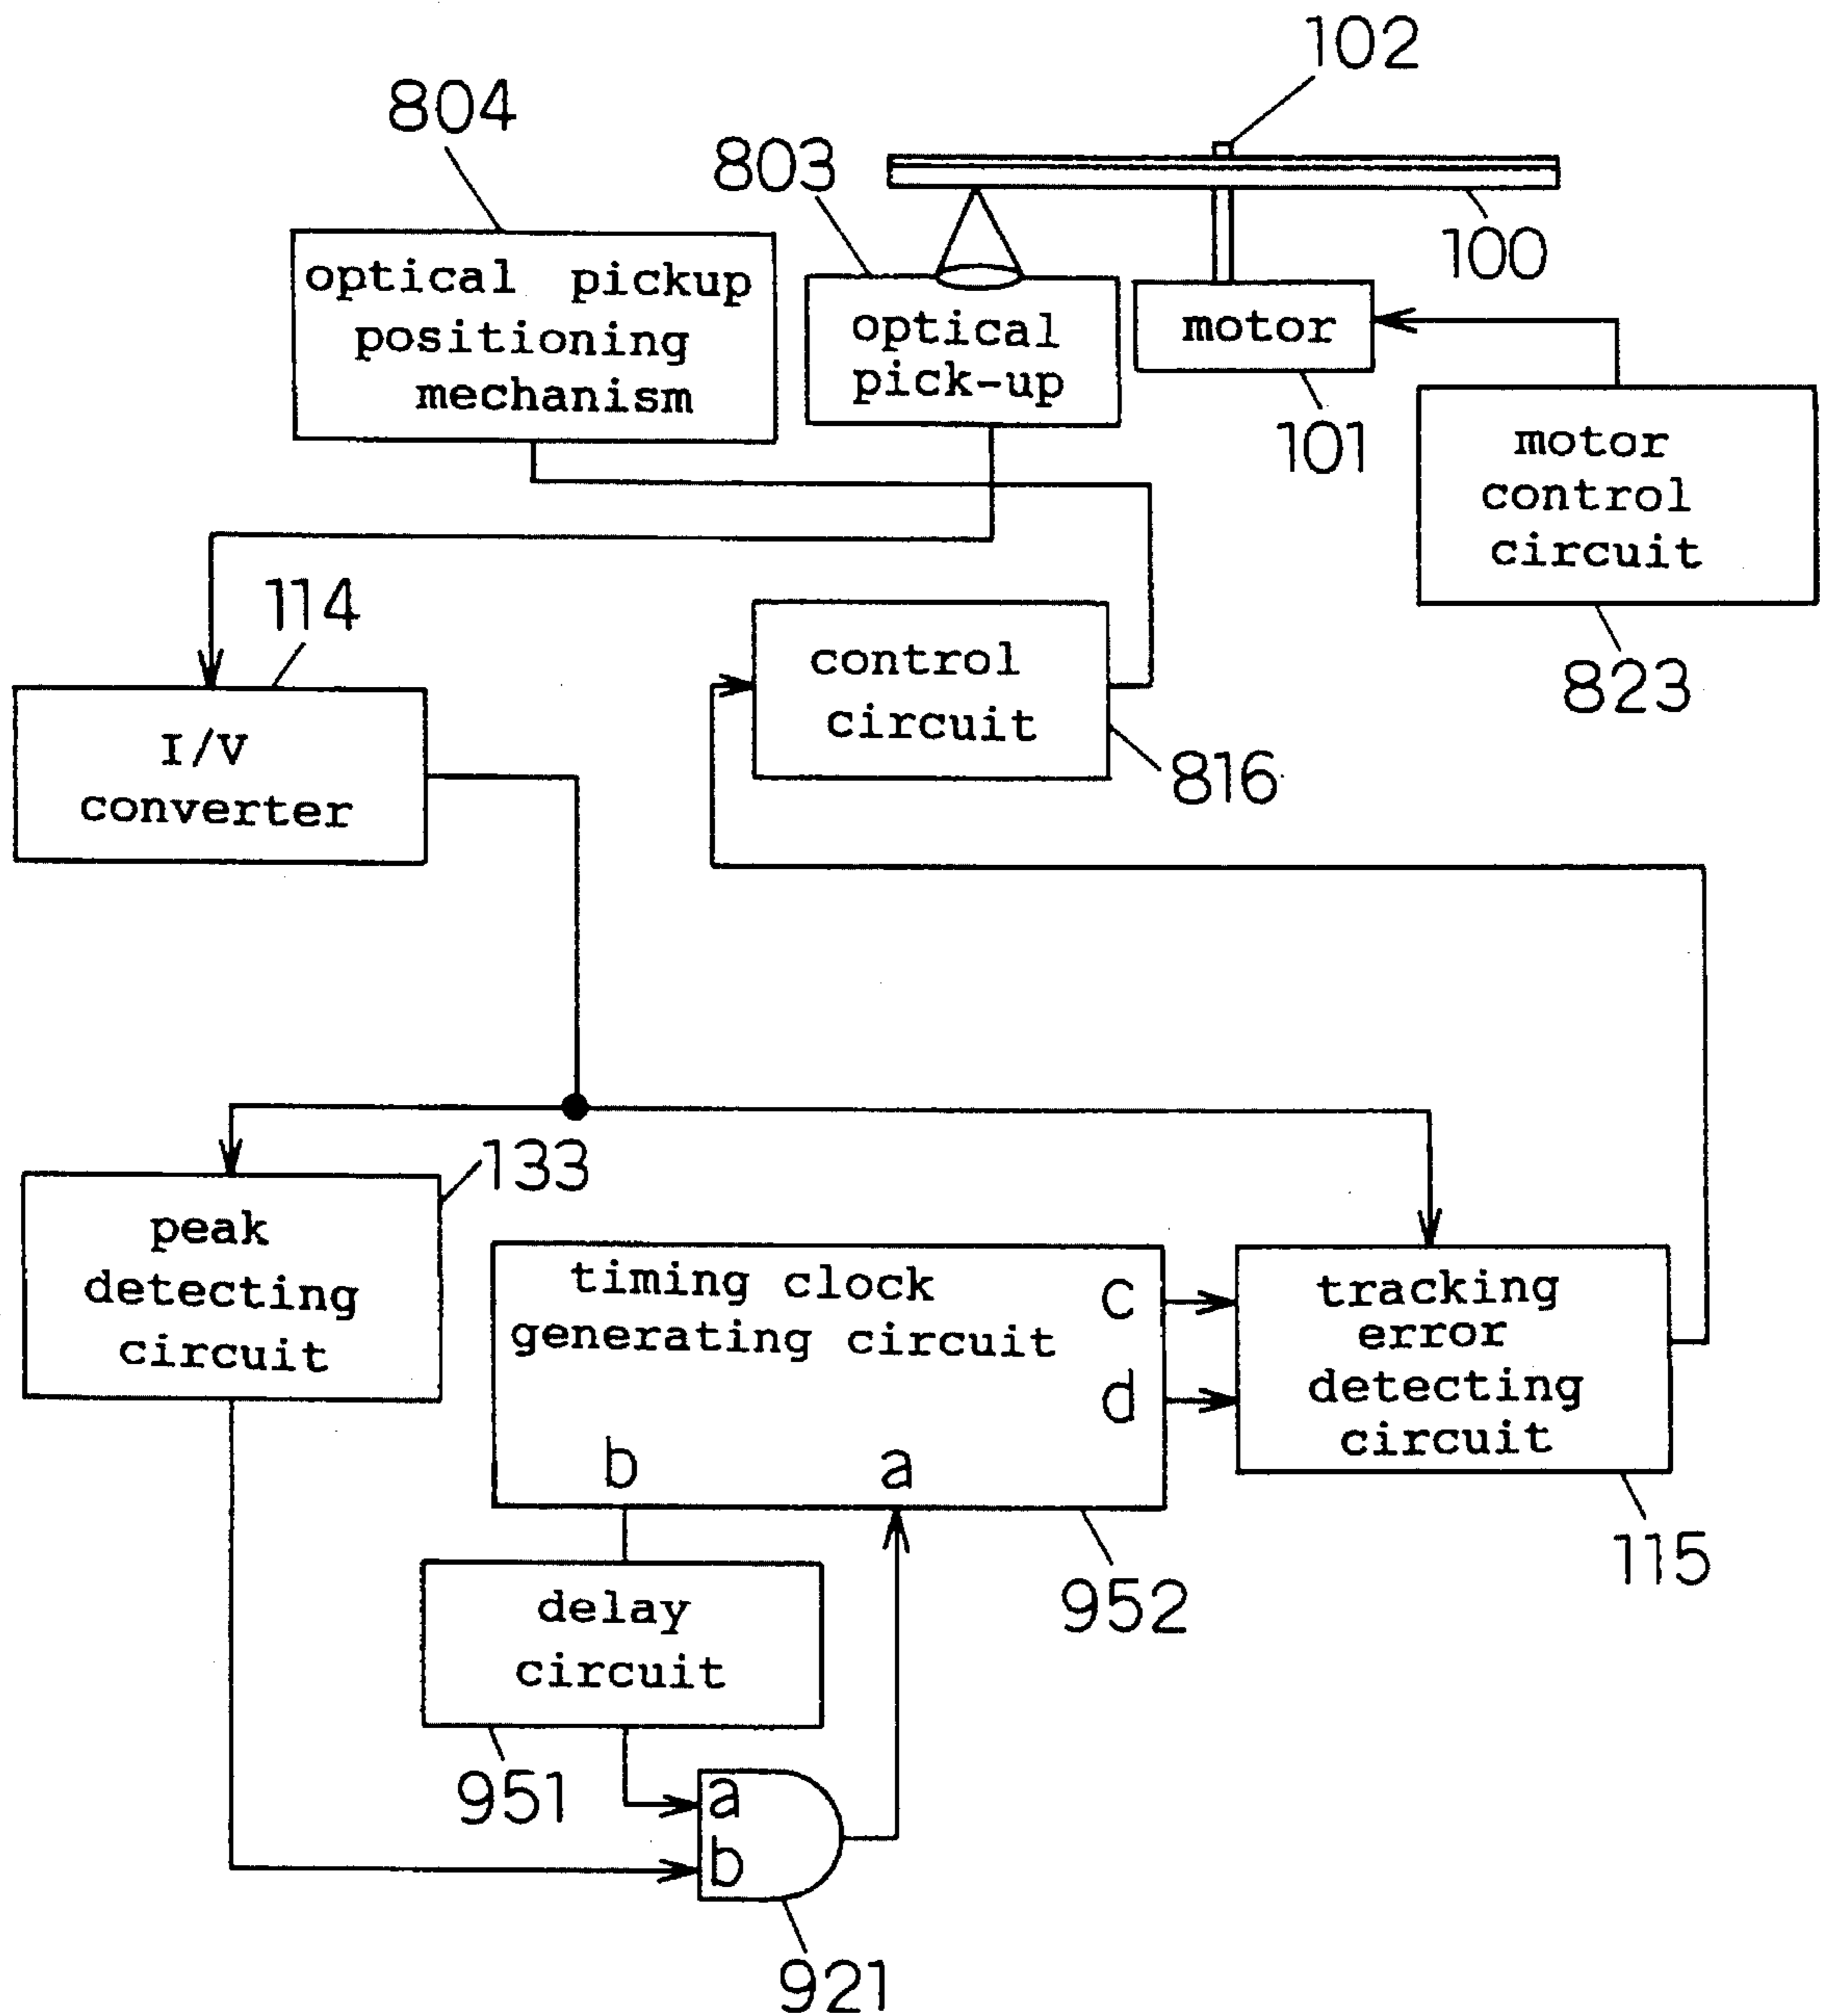 102
804
803
100
optical pickup
positioning
mechanism
optical
pick-up
motor
101
motor
control
circuit
823
114
I/V
converter
control
circuit
816
133
peak
detecting
circuit
timing clock
generating circuit
c
d
b
a
tracking
error
detecting
circuit
115
952
delay
circuit
951
a
b
921